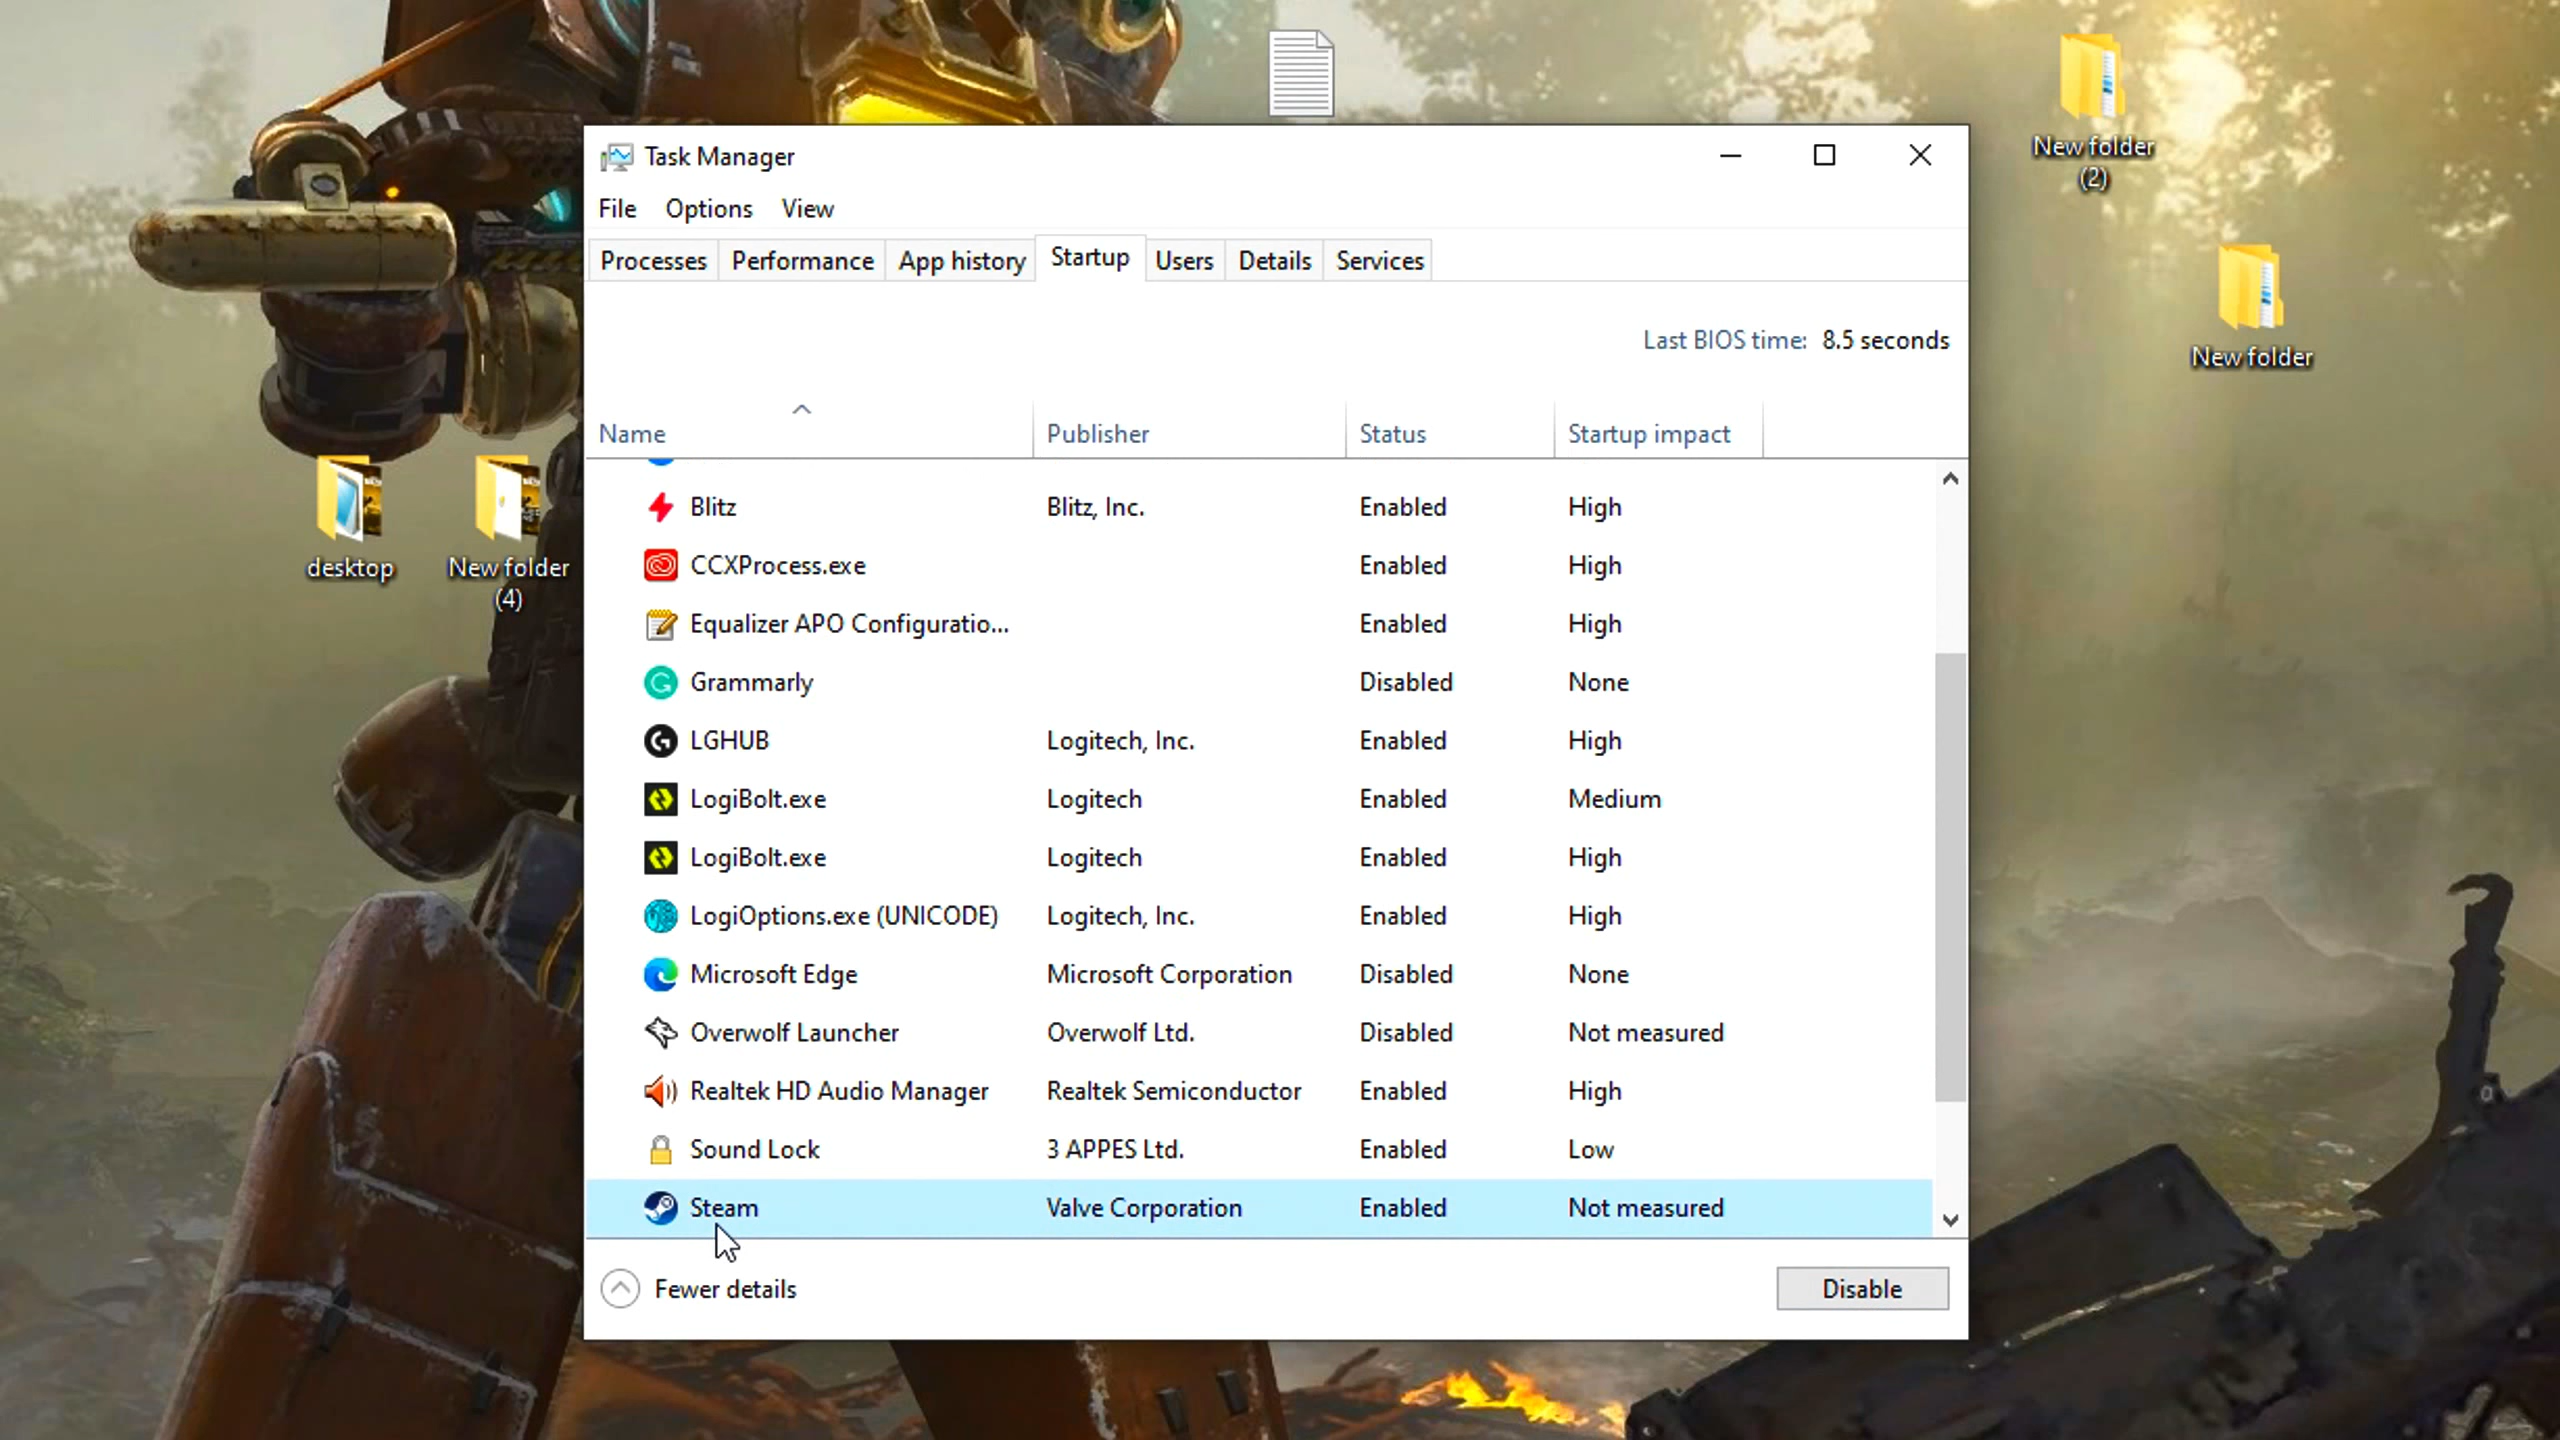 New folder
(2)
New folder
desktop
New folder
(4)
Task Manager
File Options View
Processes Performance App history Startup Users Details Services
Last BIOS time: 8.5 seconds
Name Publisher Status Startup impact
Blitz Blitz, Inc. Enabled High
CCXProcess.exe Enabled High
Equalizer APO Configuratio... Enabled High
Grammarly Disabled None
LGHUB Logitech, Inc. Enabled High
LogiBolt.exe Logitech Enabled Medium
LogiBolt.exe Logitech Enabled High
LogiOptions.exe (UNICODE) Logitech, Inc. Enabled High
Microsoft Edge Microsoft Corporation Disabled None
Overwolf Launcher Overwolf Ltd. Disabled Not measured
Realtek HD Audio Manager Realtek Semiconductor Enabled High
Sound Lock 3 APPES Ltd. Enabled Low
Steam Valve Corporation Enabled Not measured
Fewer details Disable